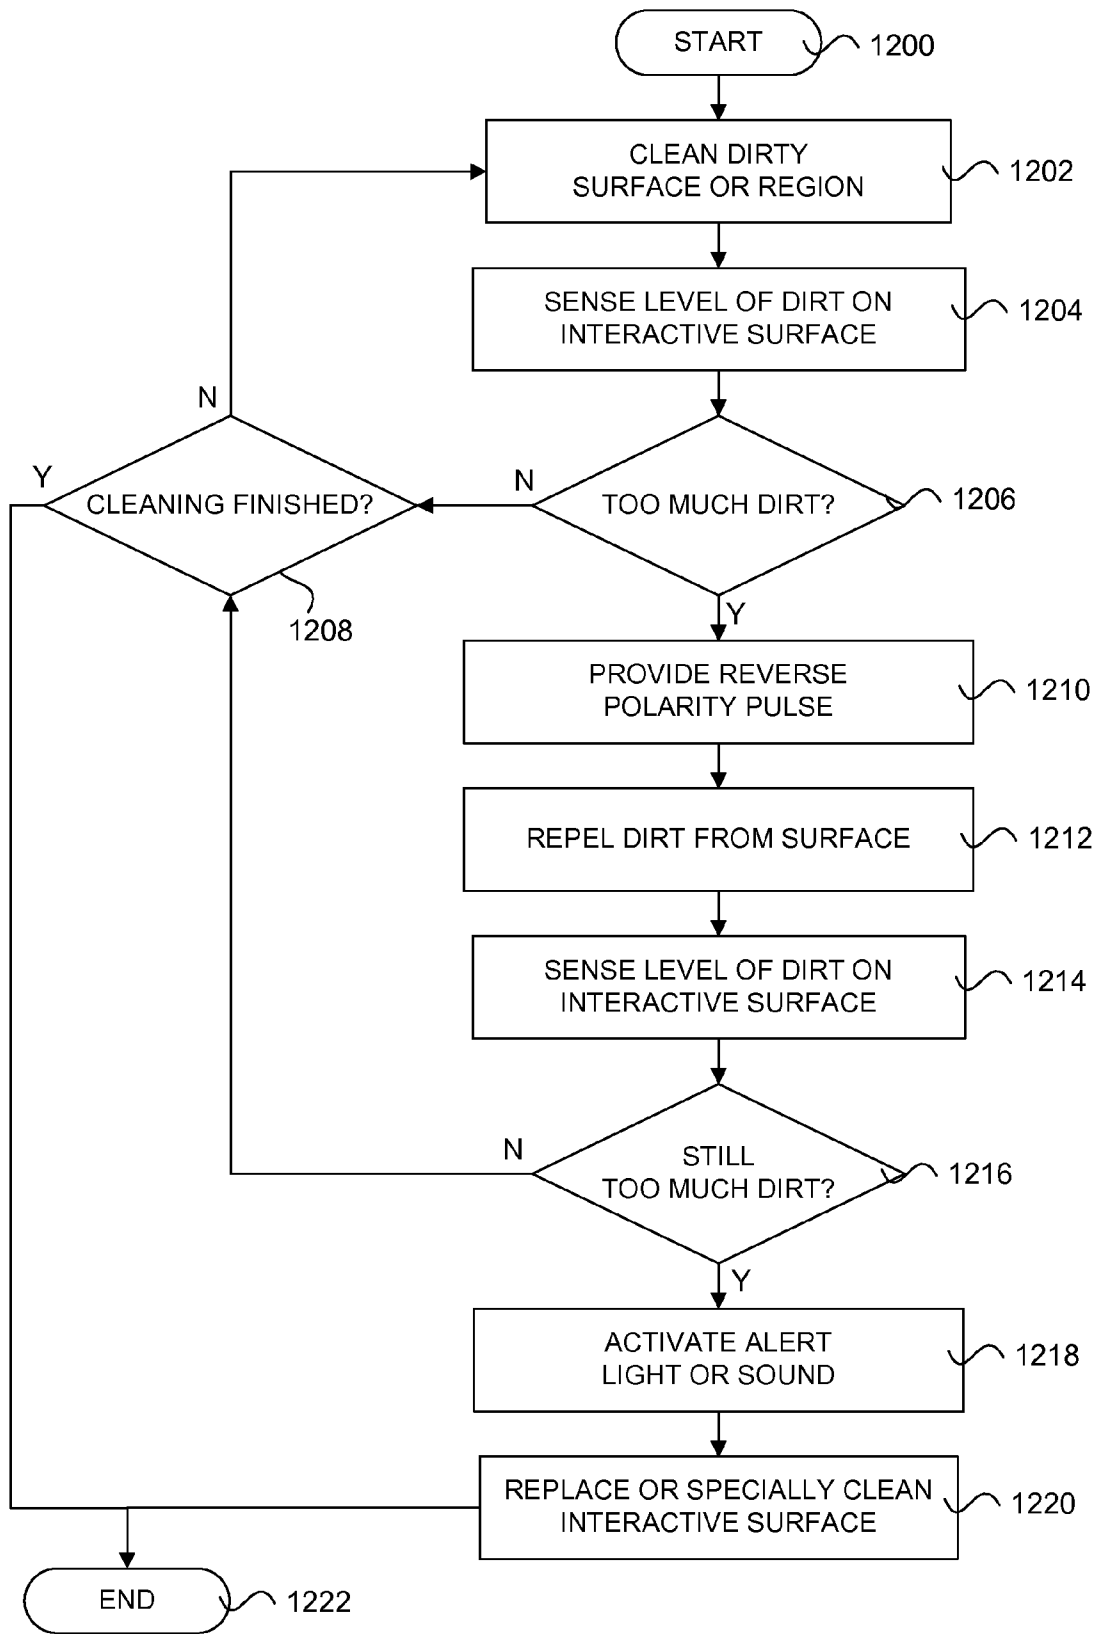 START
1200
CLEAN DIRTY
SURFACE OR REGION
1202
SENSE LEVEL OF DIRT ON
INTERACTIVE SURFACE
1204
N
Y
CLEANING FINISHED?
1208
N
TOO MUCH DIRT?
1206
Y
PROVIDE REVERSE
POLARITY PULSE
1210
REPEL DIRT FROM SURFACE
1212
SENSE LEVEL OF DIRT ON
INTERACTIVE SURFACE
1214
N
STILL
TOO MUCH DIRT?
1216
Y
ACTIVATE ALERT
LIGHT OR SOUND
1218
REPLACE OR SPECIALLY CLEAN
INTERACTIVE SURFACE
1220
END
1222